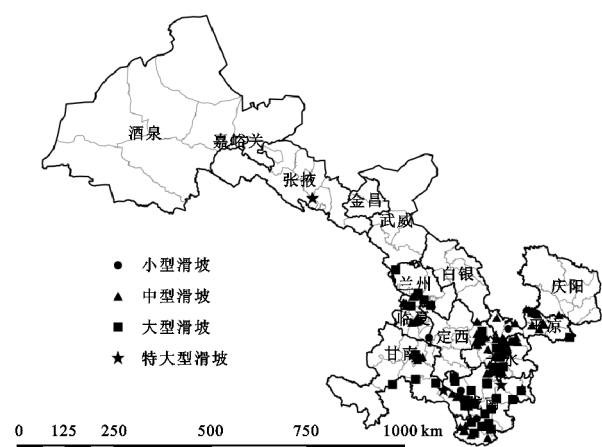 酒泉
嘉峪关
张掖
金昌
武威
白银
兰州
庆阳
临夏
定西
平凉
甘南
小型滑坡
中型滑坡
大型滑坡
特大型滑坡
0 125 250 500 750 1000 km